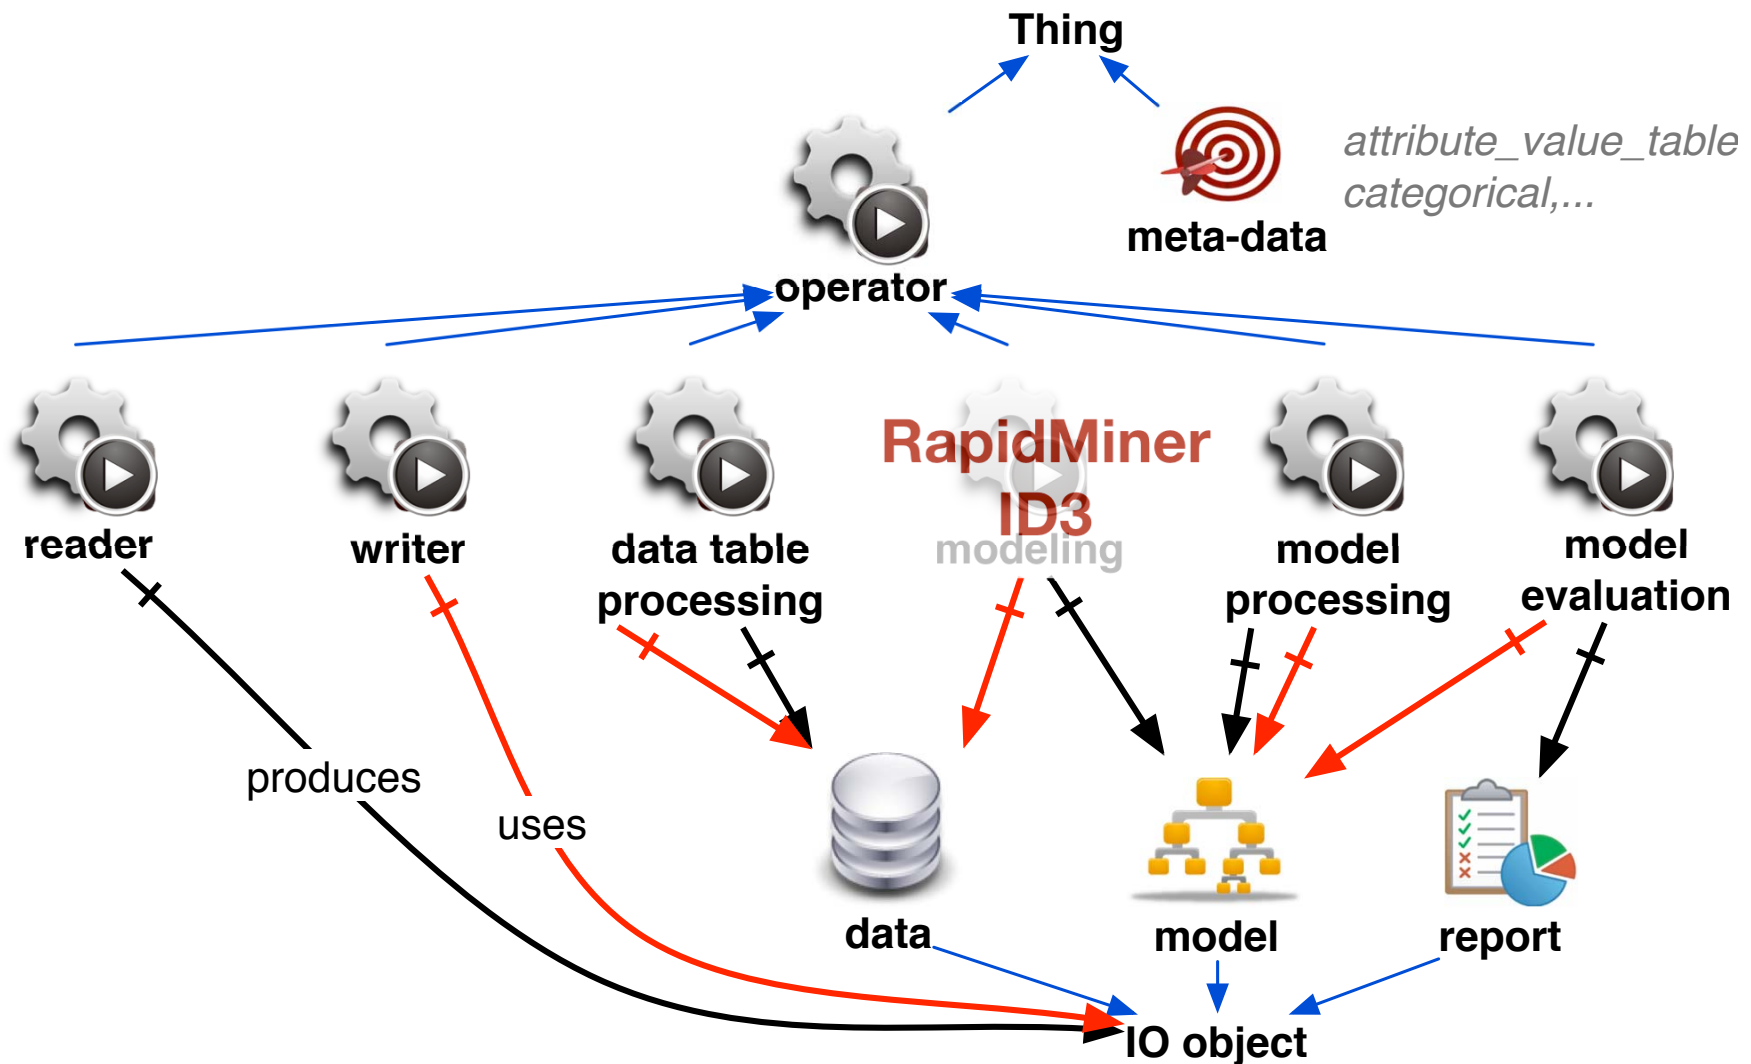 Thing
attribute_value_table
categorical,...
meta-data
operator
RapidMiner
ID3
reader
writer
data table
processing
modeling
model
processing
model
evaluation
produces
uses
data
model
report
IO object